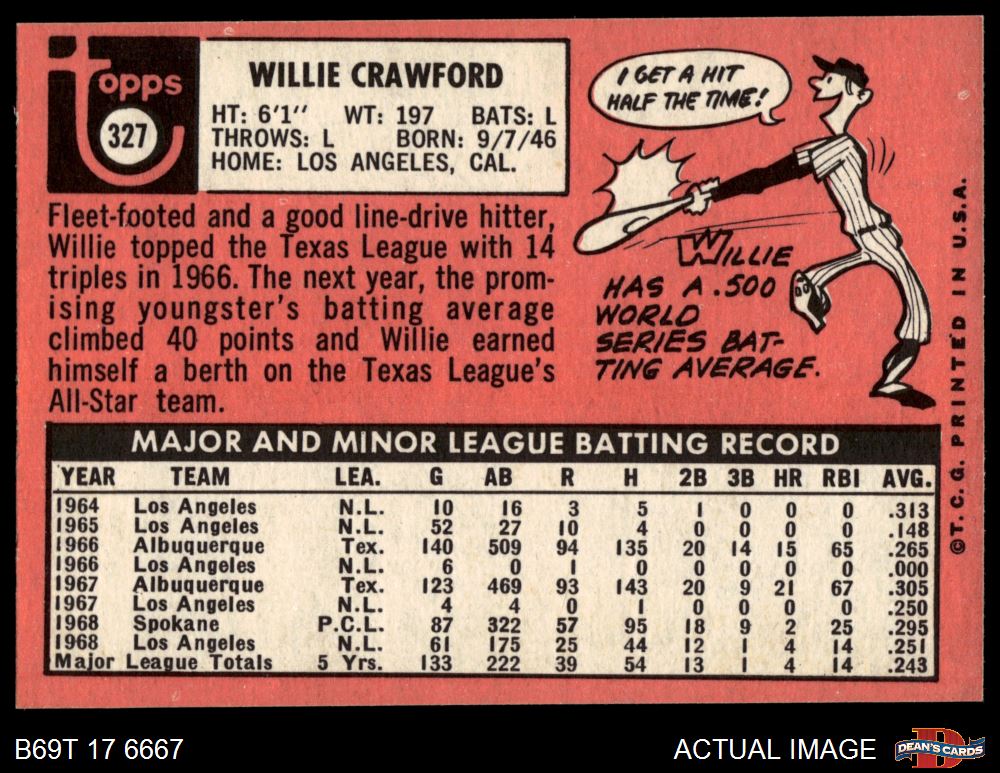 topps
327
WILLIE CRAWFORD
HT: 6'1'' WT: 197 BATS: L
THROWS: L BORN: 9/7/46
HOME: LOS ANGELES, CAL.
I GET A HIT
HALF THE TIME!
Fleet-footed and a good line-drive hitter,
Willie topped the Texas League with 14
triples in 1966. The next year, the prom-
ising youngster's batting average
climbed 40 points and Willie earned
himself a berth on the Texas League's
All-Star team.
WILLIE
HAS A .500
WORLD
SERIES BAT-
TING AVERAGE.
©T.C.G. PRINTED IN U.S.A.
MAJOR AND MINOR LEAGUE BATTING RECORD
YEAR TEAM LEA. G AB R H 2B 3B HR RBI AVG.
1964 Los Angeles N.L. 10 16 3 5 1 0 0 0 .313
1965 Los Angeles N.L. 52 27 10 4 0 0 0 0 .148
1966 Albuquerque Tex. 140 509 94 135 20 14 15 65 .265
1966 Los Angeles N.L. 6 0 1 0 0 0 0 0 .000
1967 Albuquerque Tex. 123 469 93 143 20 9 21 67 .305
1967 Los Angeles N.L. 4 4 0 1 0 0 0 0 .250
1968 Spokane P.C.L. 87 322 57 95 18 9 2 25 .295
1968 Los Angeles N.L. 61 175 25 44 12 1 4 14 .251
Major League Totals 5 Yrs. 133 222 39 54 13 1 4 14 .243
B69T 17 6667
ACTUAL IMAGE
D
DEAN'S CARDS